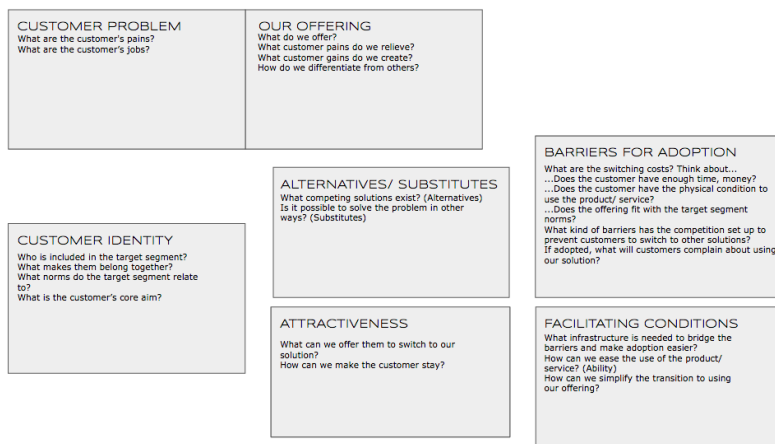 CUSTOMER PROBLEM
What are the customer's pains?
What are the customer's jobs?
OUR OFFERING
What do we offer?
What customer pains do we relieve?
What customer gains do we create?
How do we differentiate from others?
BARRIERS FOR ADOPTION
What are the switching costs? Think about...
...Does the customer have enough time, money?
...Does the customer have the physical condition to
use the product/ service?
...Does the offering fit with the target segment
norms?
What kind of barriers has the competition set up to
prevent customers to switch to other solutions?
If adopted, what will customers complain about using
our solution?
ALTERNATIVES/ SUBSTITUTES
What competing solutions exist? (Alternatives)
Is it possible to solve the problem in other
ways? (Substitutes)
CUSTOMER IDENTITY
Who is included in the target segment?
What makes them belong together?
What norms do the target segment relate
to?
What is the customer's core aim?
ATTRACTIVENESS
What can we offer them to switch to our
solution?
How can we make the customer stay?
FACILITATING CONDITIONS
What infrastructure is needed to bridge the
barriers and make adoption easier?
How can we ease the use of the product/
service? (Ability)
How can we simplify the transition to using
our offering?